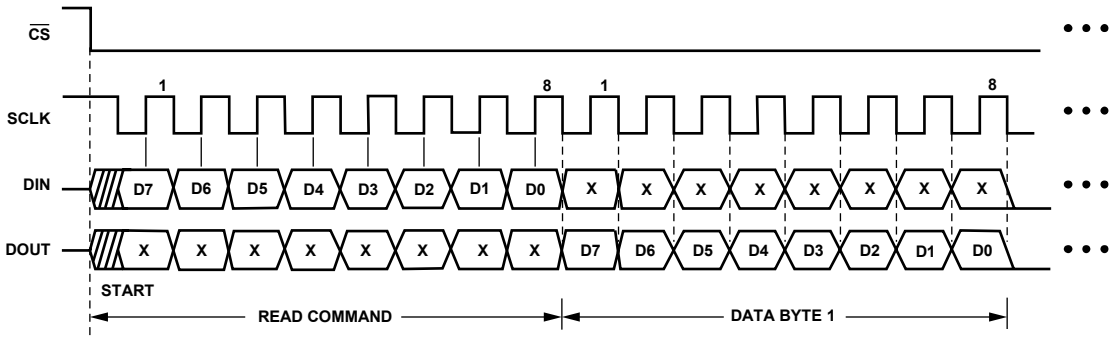 CS
1 8 1 8
SCLK
DIN D7 D6 D5 D4 D3 D2 D1 D0 X X X X X X X X
DOUT X X X X X X X X D7 D6 D5 D4 D3 D2 D1 D0
START
READ COMMAND DATA BYTE 1